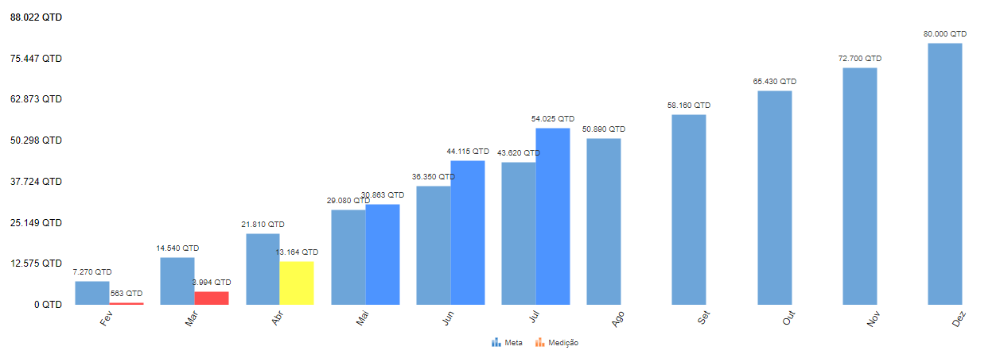 88.022 QTD
75.447 QTD
62.873 QTD
50.298 QTD
37.724 QTD
25.149 QTD
12.575 QTD
0 QTD
7.270 QTD
563 QTD
14.540 QTD
3.994 QTD
21.810 QTD
13.164 QTD
29.080 QTD
30.863 QTD
36.350 QTD
44.115 QTD
43.620 QTD
54.025 QTD
50.890 QTD
58.160 QTD
65.430 QTD
72.700 QTD
80.000 QTD
Fev
Mar
Abr
Mai
Jun
Jul
Ago
Set
Out
Nov
Dez
Meta
Medição